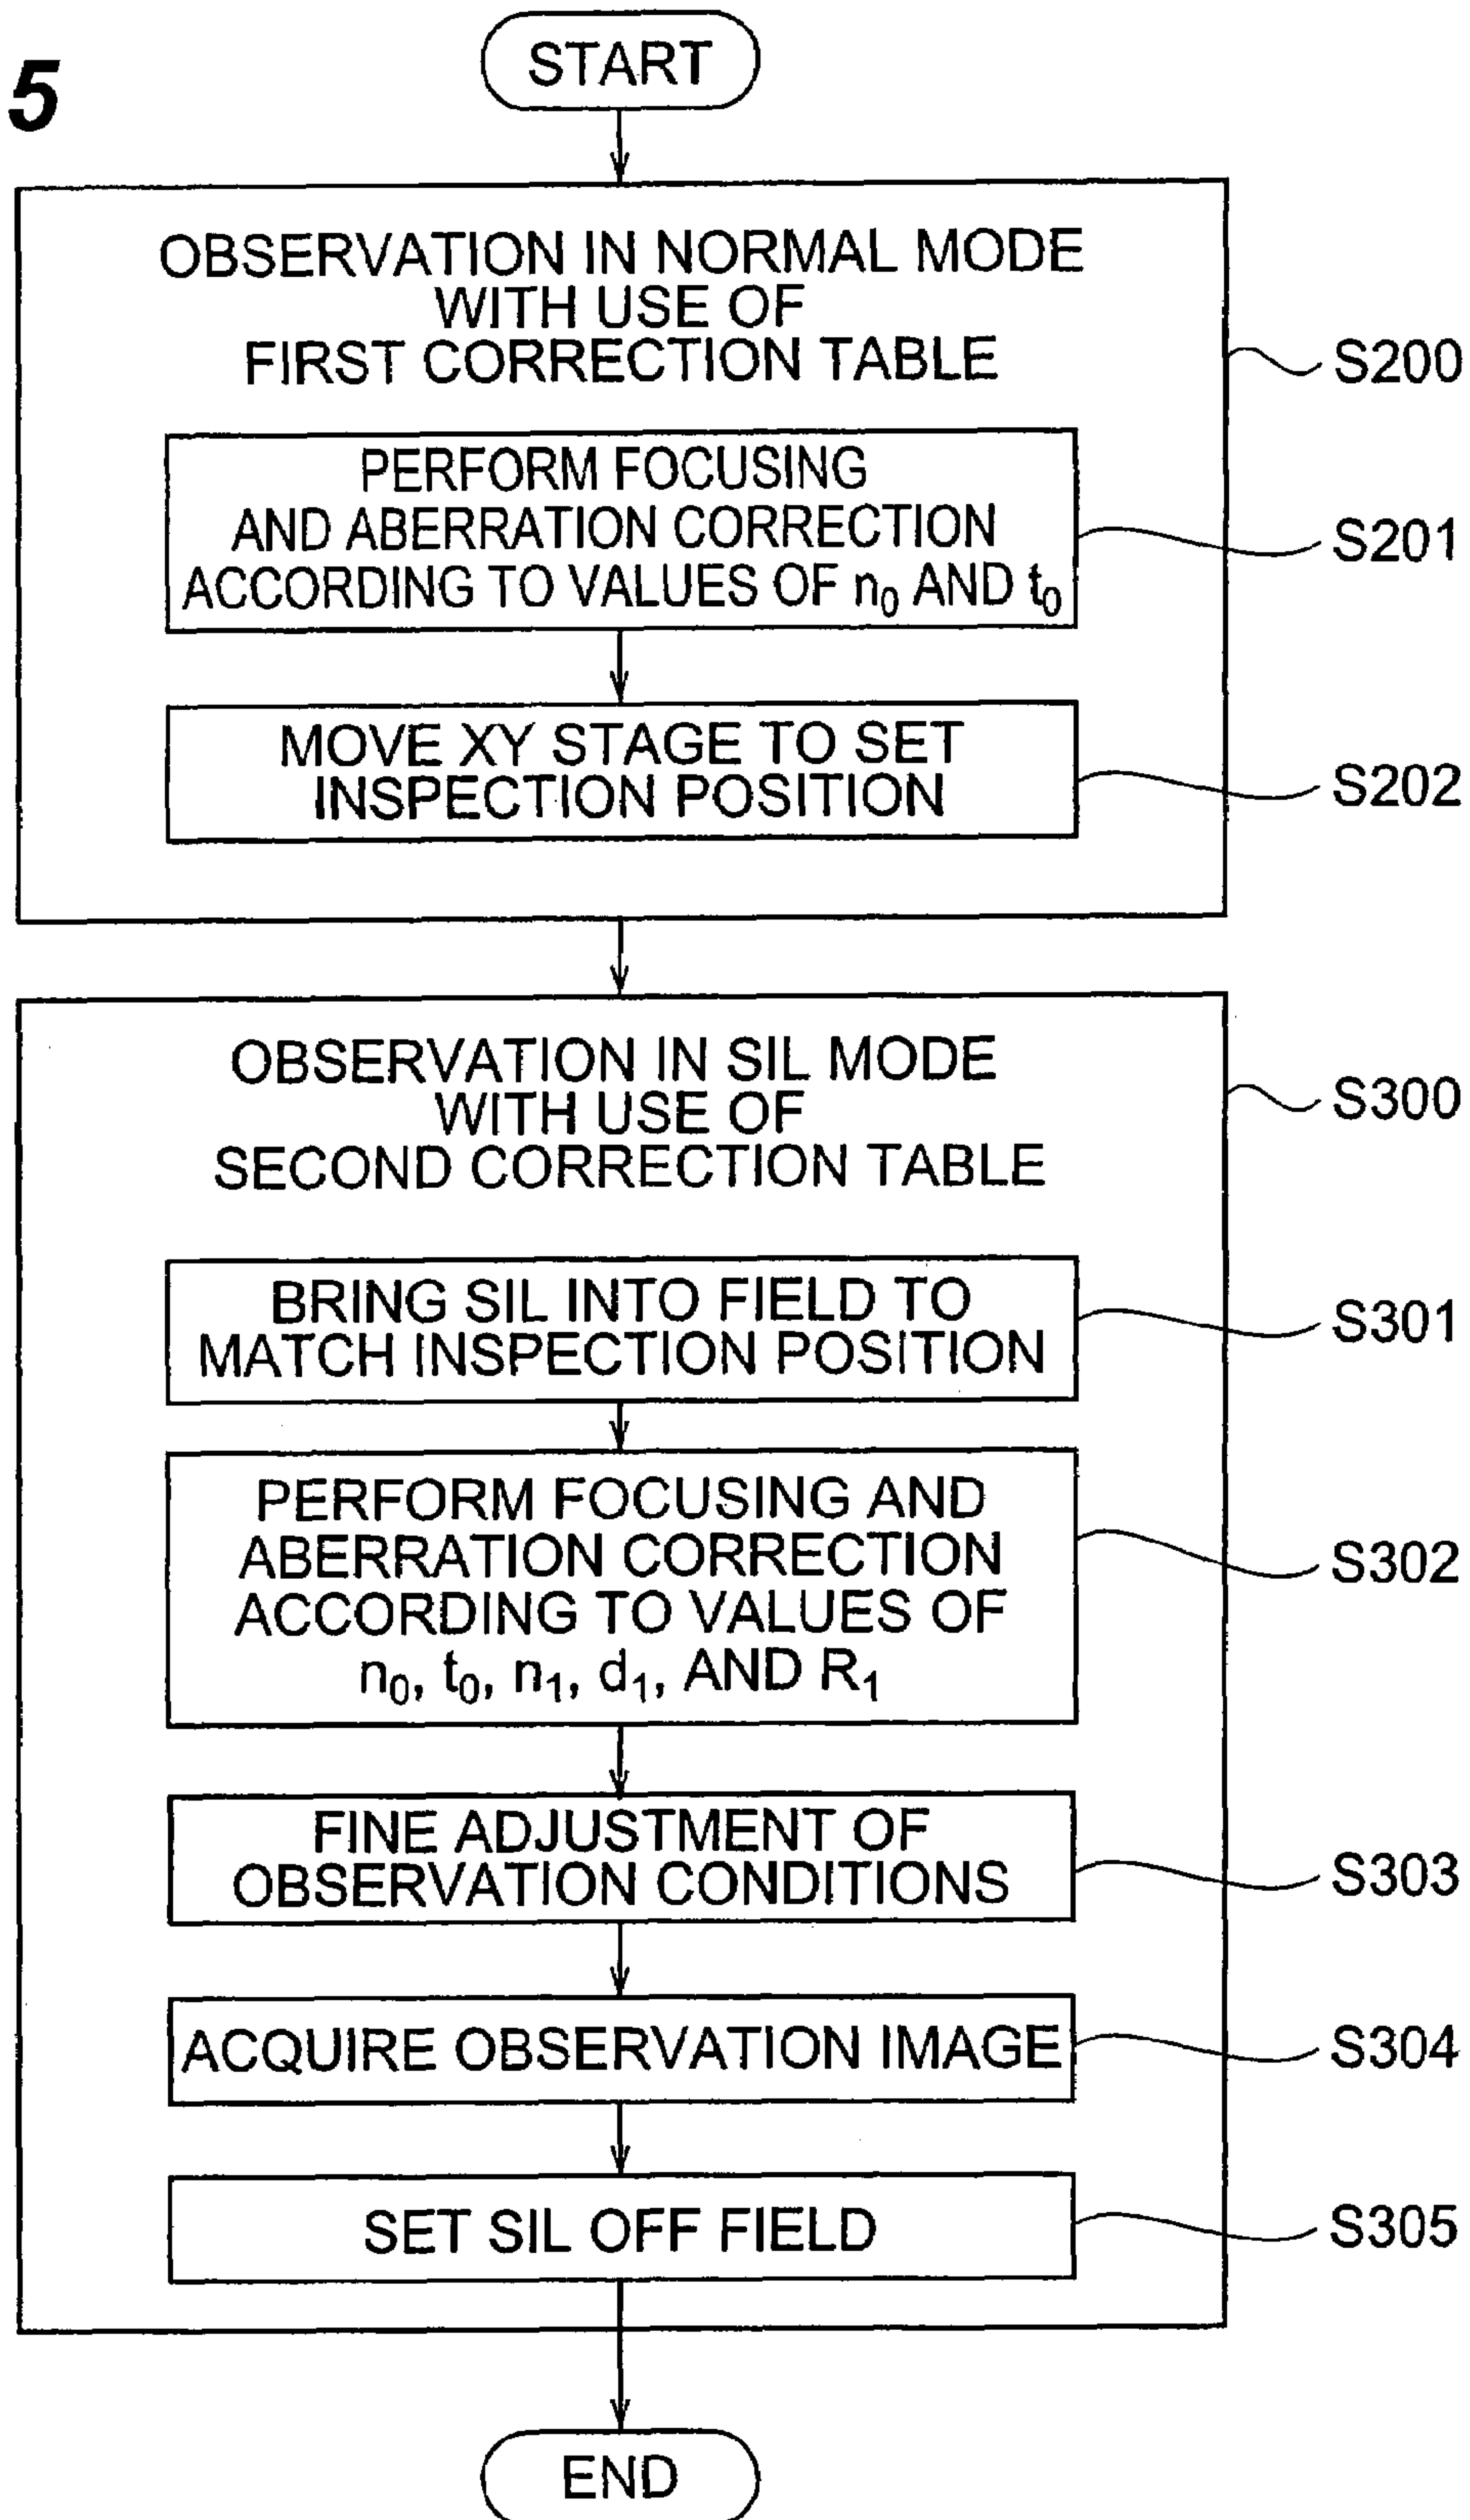 5
START
OBSERVATION IN NORMAL MODE
WITH USE OF
FIRST CORRECTION TABLE
S200
PERFORM FOCUSING
AND ABERRATION CORRECTION
ACCORDING TO VALUES OF n₀ AND t₀
S201
MOVE XY STAGE TO SET
INSPECTION POSITION
S202
OBSERVATION IN SIL MODE
WITH USE OF
SECOND CORRECTION TABLE
S300
BRING SIL INTO FIELD TO
MATCH INSPECTION POSITION
S301
PERFORM FOCUSING AND
ABERRATION CORRECTION
ACCORDING TO VALUES OF
n₀, t₀, n₁, d₁, AND R₁
S302
FINE ADJUSTMENT OF
OBSERVATION CONDITIONS
S303
ACQUIRE OBSERVATION IMAGE
S304
SET SIL OFF FIELD
S305
END